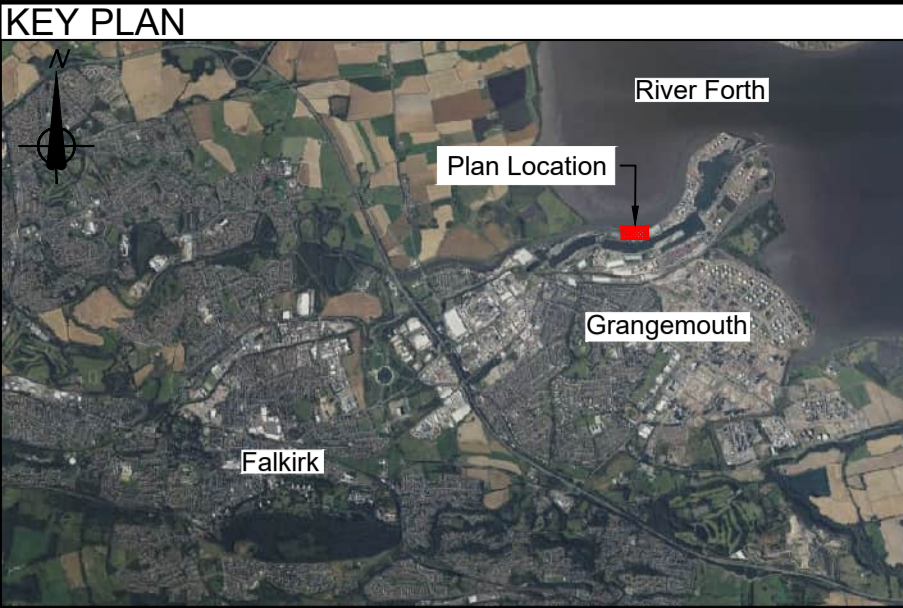 KEY PLAN
N
River Forth
Plan Location
Grangemouth
Falkirk